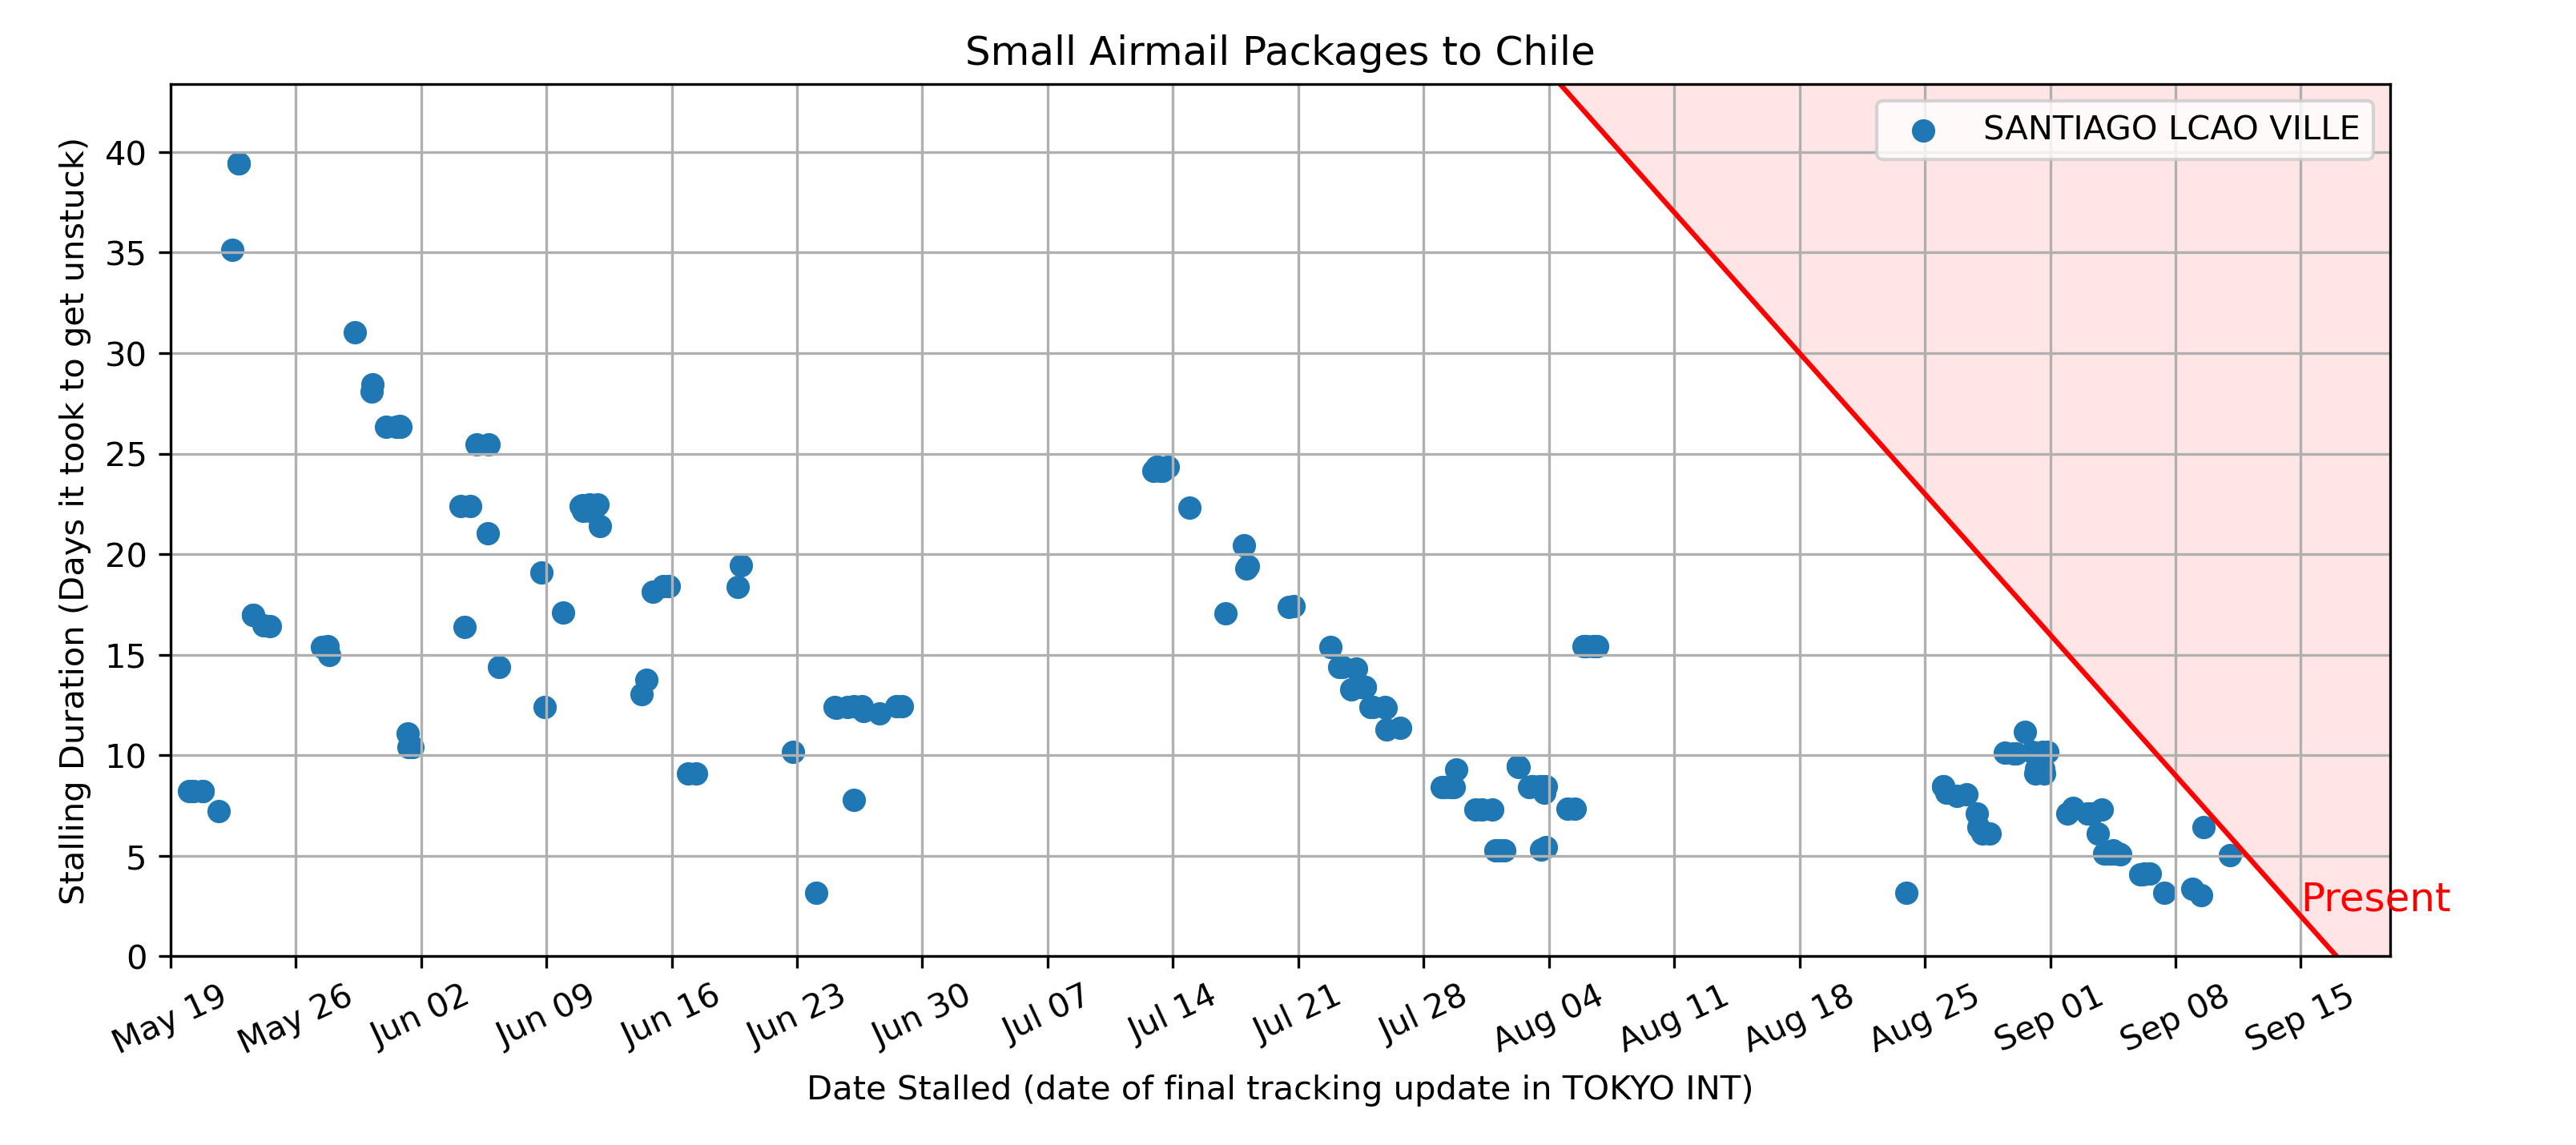 Small Airmail Packages to Chile
SANTIAGO LCAO VILLE
Stalling Duration (Days it took to get unstuck)
40
35
30
25
20
15
10
5
0
Present
May 19
May 26
Jun 02
Jun 09
Jun 16
Jun 23
Jun 30
Jul 07
Jul 14
Jul 21
Jul 28
Aug 04
Aug 11
Aug 18
Aug 25
Sep 01
Sep 08
Sep 15
Date Stalled (date of final tracking update in TOKYO INT)